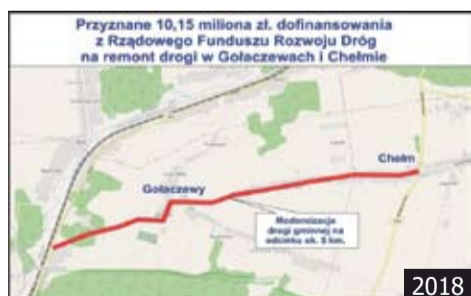 Przyznane 10,15 miliona zł. dofinansowania
z Rządowego Funduszu Rozwoju Dróg
na remont drogi w Gołaczewach i Chełmie
Chełm
Gołaczewy
Modernizacja
drogi gminnej na
odcinku ok. 5 km.
2018